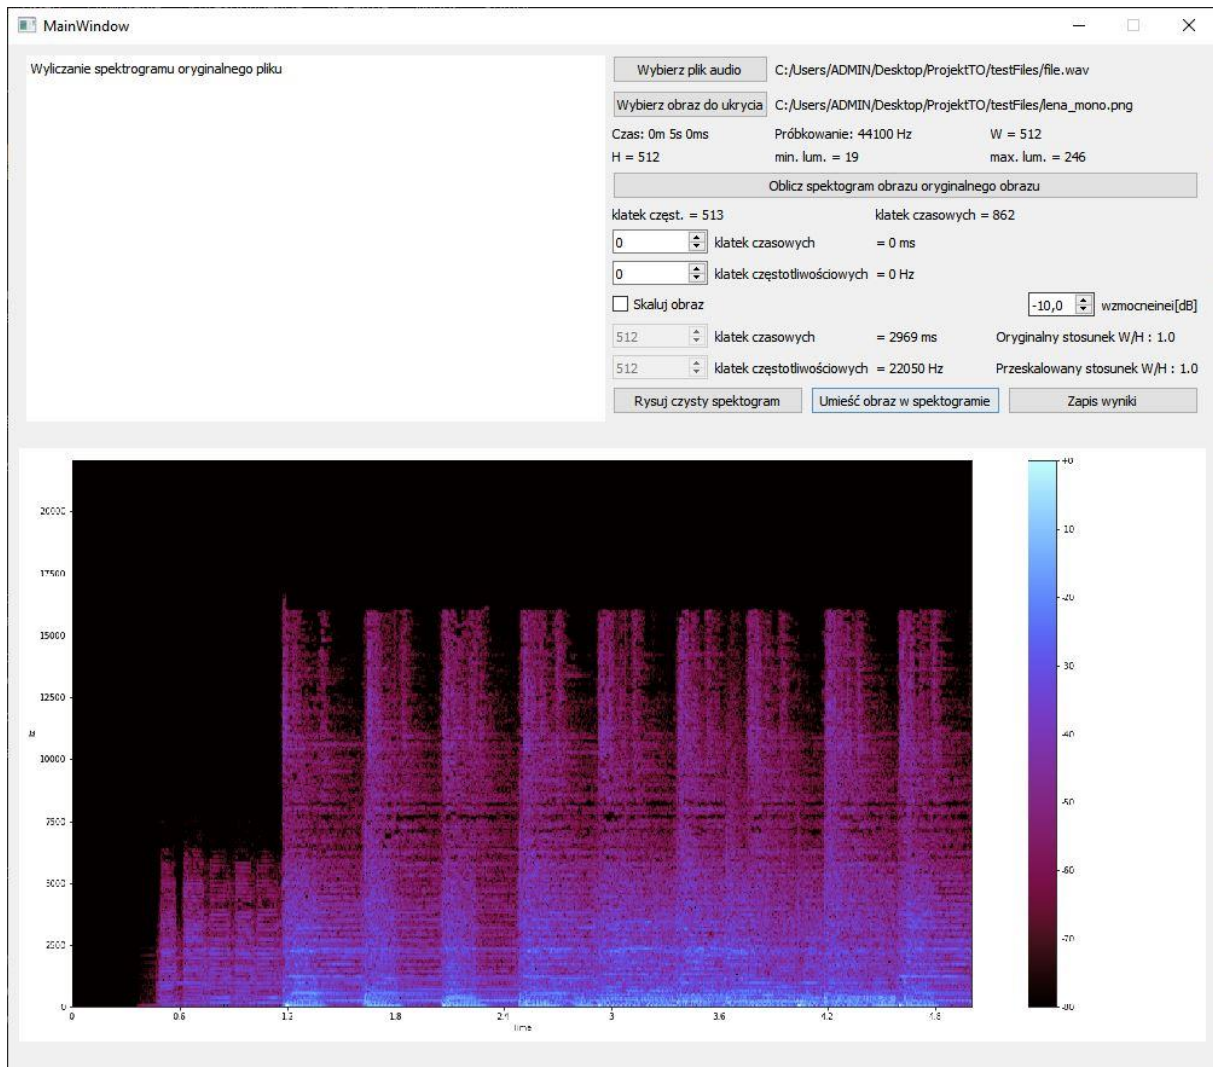 MainWindow
Wyliczanie spektrogramu oryginalnego pliku
Wybierz plik audio C:/Users/ADMIN/Desktop/ProjektTO/testFiles/file.wav
Wybierz obraz do ukrycia C:/Users/ADMIN/Desktop/ProjektTO/testFiles/lena_mono.png
Czas: 0m 5s 0ms Próbkowanie: 44100 Hz W = 512
H = 512 min. lum. = 19 max. lum. = 246
Oblicz spektogram obrazu oryginalnego obrazu
klatek częst. = 513 klatek czasowych = 862
0 klatek czasowych = 0 ms
0 klatek częstotliwościowych = 0 Hz
Skaluj obraz -10,0 wzmocneinei[dB]
512 klatek czasowych = 2969 ms Oryginalny stosunek W/H : 1.0
512 klatek częstotliwościowych = 22050 Hz Przeskalowany stosunek W/H : 1.0
Rysuj czysty spektogram Umieść obraz w spektogramie Zapis wyniki
20000
17500
15000
12500
10000
7500
5000
2500
0
Hz
0 0.6 1.2 1.8 2.4 3 3.6 4.2 4.8
Time
+0
-10
-20
-30
-40
-50
-60
-70
-80